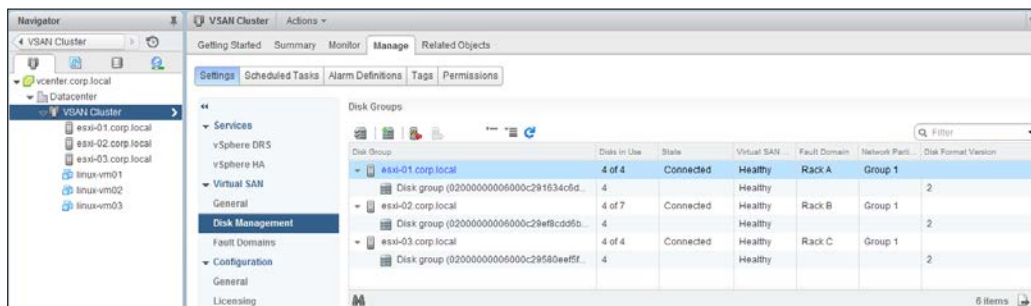 Navigator
VSAN Cluster
vcenter.corp.local
Datacenter
VSAN Cluster
esxi-01.corp.local
esxi-02.corp.local
esxi-03.corp.local
linux-vm01
linux-vm02
linux-vm03
VSAN Cluster Actions
Getting Started Summary Monitor Manage Related Objects
Settings Scheduled Tasks Alarm Definitions Tags Permissions
Services
vSphere DRS
vSphere HA
Virtual SAN
General
Disk Management
Fault Domains
Configuration
General
Licensing
Disk Groups
Filter
Disk Group Disks in Use State Virtual SAN ... Fault Domain Network Parti... Disk Format Version
esxi-01.corp.local 4 of 4 Connected Healthy Rack A Group 1
Disk group (02000000006000c291634c6d... 4 Healthy 2
esxi-02.corp.local 4 of 7 Connected Healthy Rack B Group 1
Disk group (02000000006000c29ef8cdd6b... 4 Healthy 2
esxi-03.corp.local 4 of 4 Connected Healthy Rack C Group 1
Disk group (02000000006000c29580eef5f... 4 Healthy 2
6 items